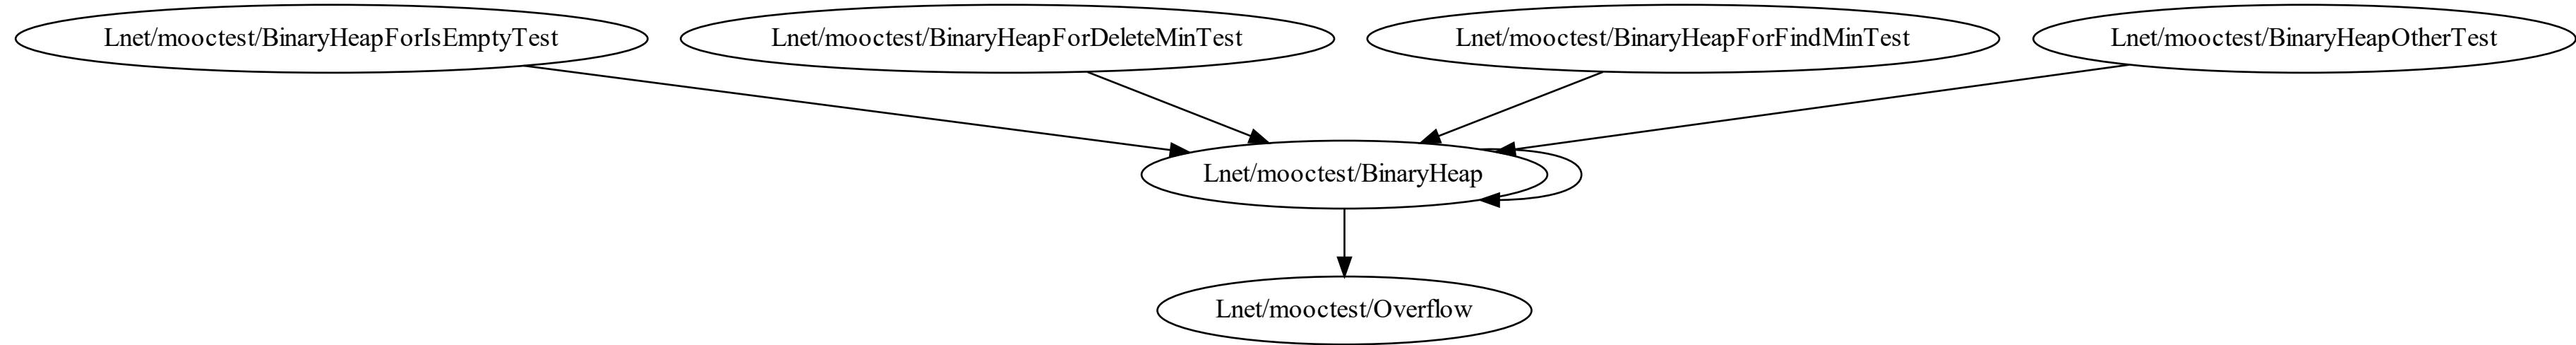 Lnet/mooctest/BinaryHeapForIsEmptyTest
Lnet/mooctest/BinaryHeapForDeleteMinTest
Lnet/mooctest/BinaryHeapForFindMinTest
Lnet/mooctest/BinaryHeapOtherTest
Lnet/mooctest/BinaryHeap
Lnet/mooctest/Overflow